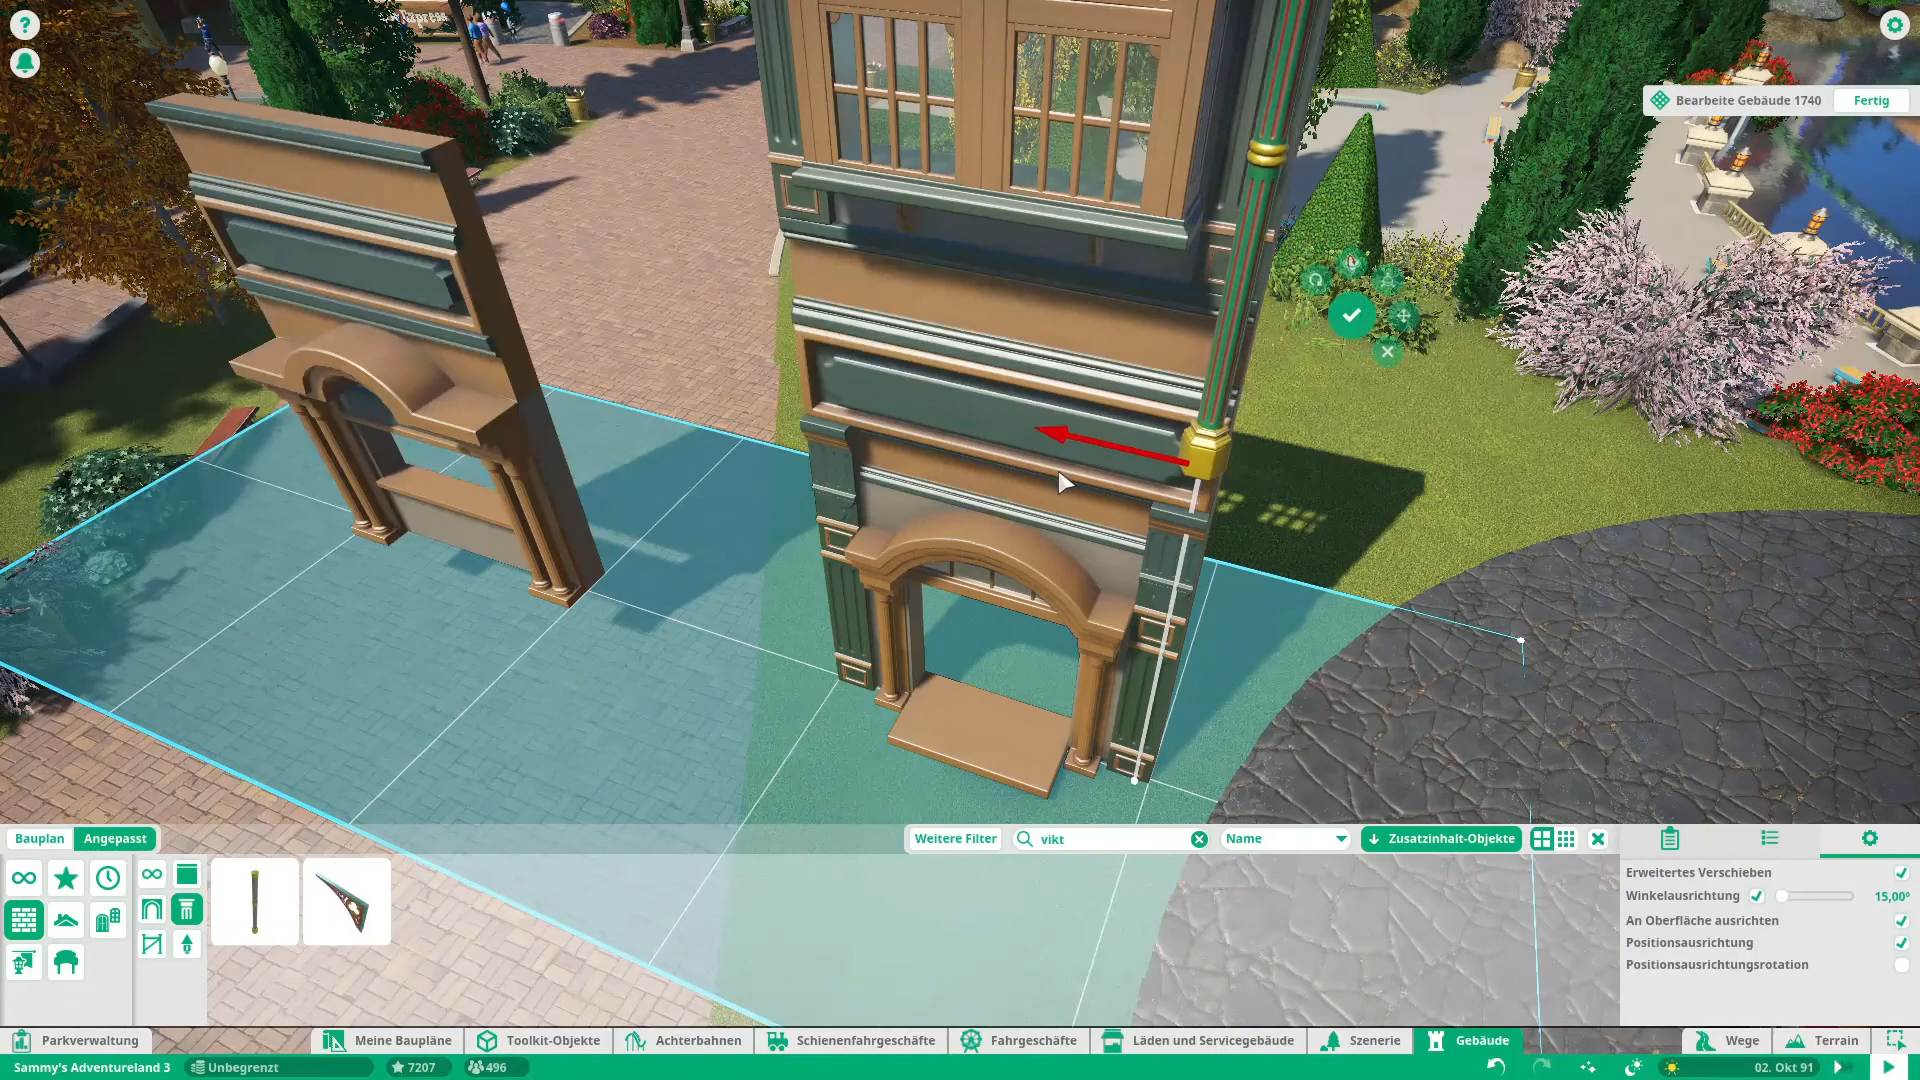 Express
?
Bearbeite Gebäude 1740
Fertig
Bauplan
Angepasst
Weitere Filter
vikt
Name
Zusatzinhalt-Objekte
Erweitertes Verschieben
Winkelausrichtung
15,00°
An Oberfläche ausrichten
Positionsausrichtung
Positionsausrichtungsrotation
Parkverwaltung
Meine Baupläne
Toolkit-Objekte
Achterbahnen
Schienenfahrgeschäfte
Fahrgeschäfte
Läden und Servicegebäude
Szenerie
Gebäude
Wege
Terrain
Sammy's Adventureland 3
Unbegrenzt
7207
496
02. Okt 91